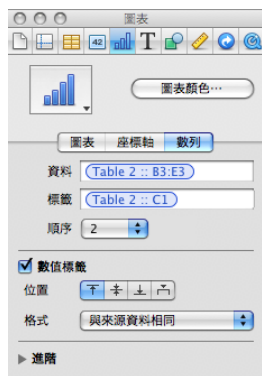 圖表
42
T
圖表顏色…
圖表 座標軸 數列
資料 Table 2 :: B3:E3
標籤 Table 2 :: C1
順序 2
數值標籤
位置
格式 與來源資料相同
進階